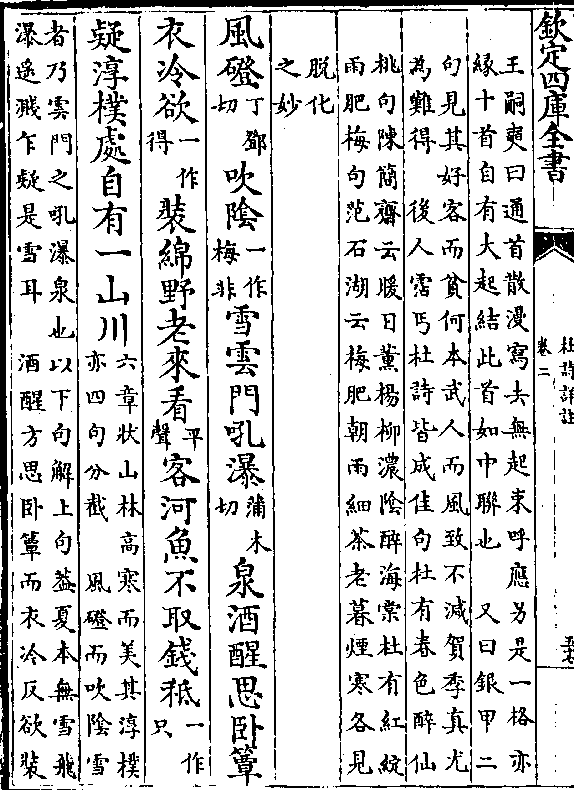 欽定四庫全書
杜詩詳註
卷二
王嗣奭曰通首散漫寫去無起束呼應另是一格亦
緣十首自有大起結此首如中聯也 又曰銀甲二
句見其好客而貧何本武人而風致不減賀季真尤
為難得 後人霑丐杜詩皆成佳句杜有春色醉仙
桃句陳簡齋云暖日薰楊柳濃陰醉海棠杜有紅綻
雨肥梅句范石湖云梅肥朝雨細茶老暮煙寒各見
脱化
之妙
風磴丁鄧切吹陰一作梅非雪雲門吼瀑蒲木切泉酒醒思卧簟
衣冷欲一作得裝綿野老來看平聲客河魚不取錢秪一作只
疑淳樸處自有一山川六章狀山林高寒而美其淳樸
亦四句分截 風磴而吹陰雪
者乃雲門之吼瀑泉也以下句解上句葢夏本無雪飛
瀑遥濺乍疑是雪耳 酒醒方思卧簟而衣冷反欲裝